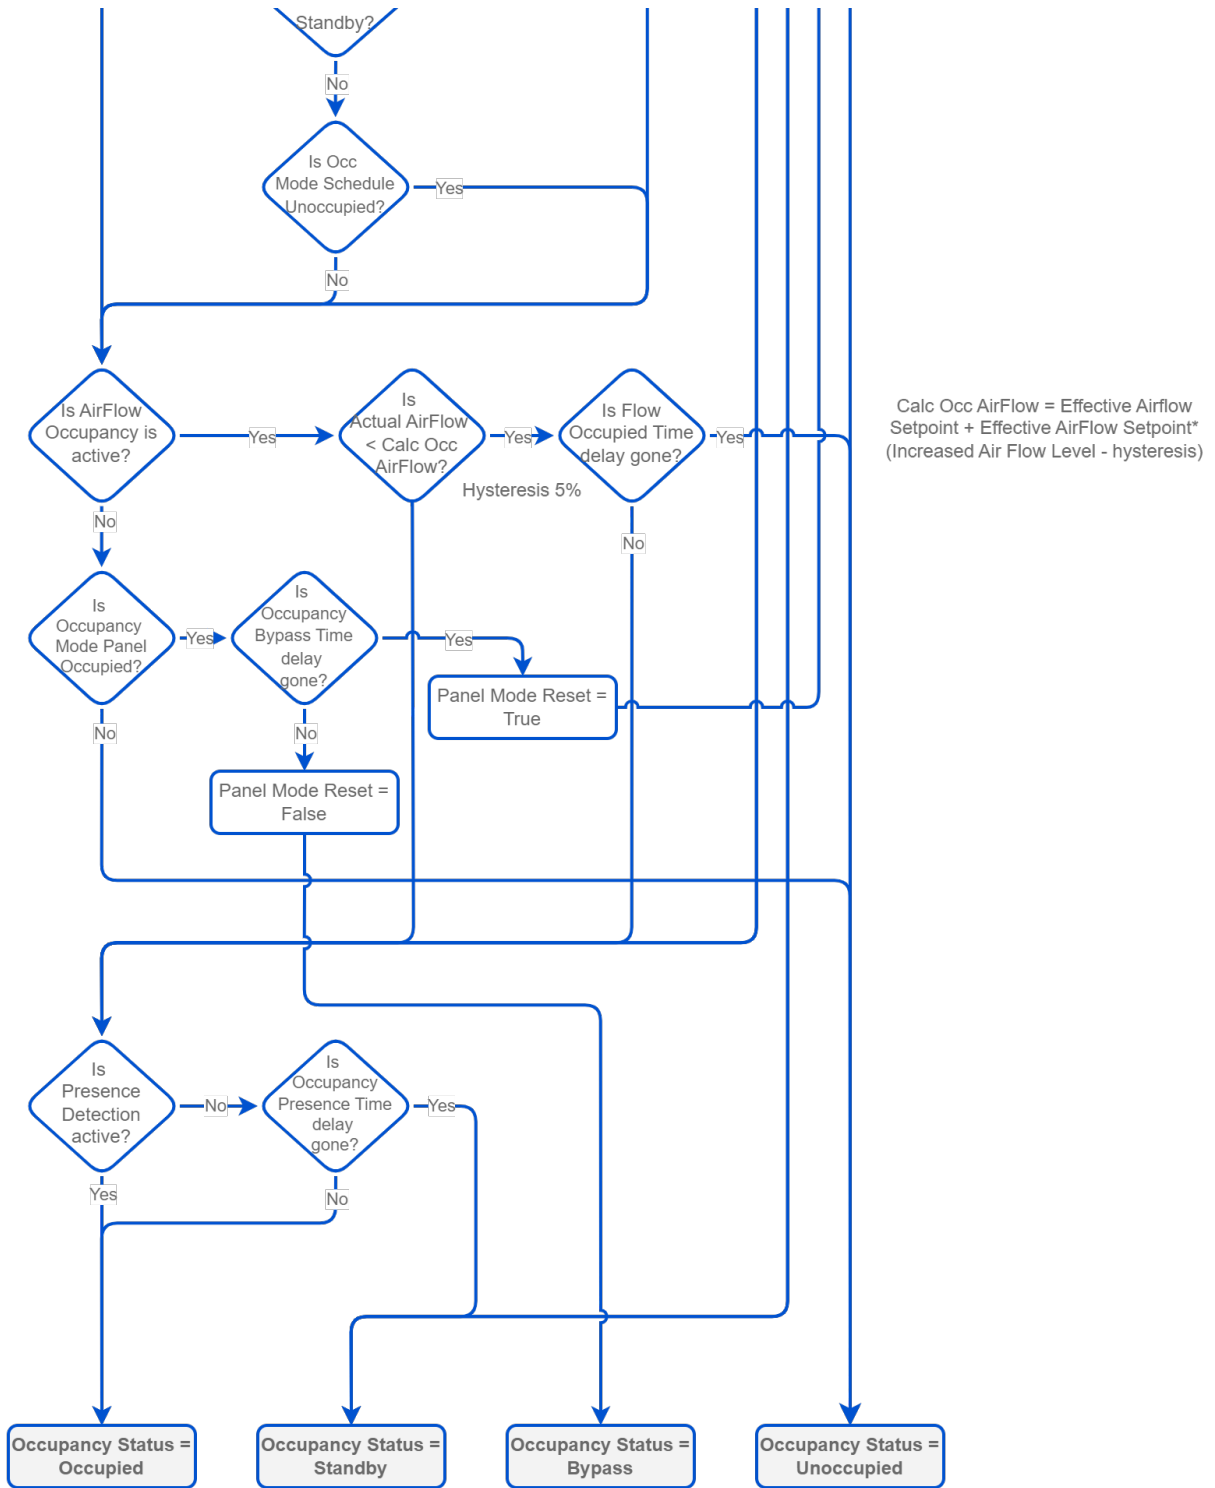 Standby?
No
Is Occ
Mode Schedule
Unoccupied?
Yes
No
Is AirFlow
Occupancy is
active?
Yes
Is
Actual AirFlow
< Calc Occ
AirFlow?
Yes
Is Flow
Occupied Time
delay gone?
Yes
Calc Occ AirFlow = Effective Airflow
Setpoint + Effective AirFlow Setpoint*
(Increased Air Flow Level - hysteresis)
Hysteresis 5%
No
No
Is
Occupancy
Mode Panel
Occupied?
Yes
Is
Occupancy
Bypass Time
delay
gone?
Yes
Panel Mode Reset =
True
No
No
Panel Mode Reset =
False
Is
Presence
Detection
active?
No
Is
Occupancy
Presence Time
delay
gone?
Yes
Yes
No
Occupancy Status =
Occupied
Occupancy Status =
Standby
Occupancy Status =
Bypass
Occupancy Status =
Unoccupied